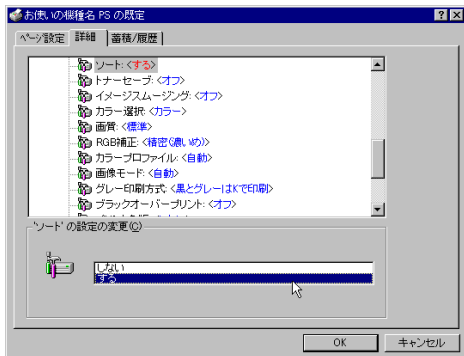 お使いの機種名 PS の既定
ページ設定 詳細 蓄積/履歴
ソート: <する>
トナーセーブ: <オフ>
イメージスムージング: <オフ>
カラー選択: <カラー>
画質: <標準>
RGB補正: <精密(濃いめ)>
カラープロファイル: <自動>
画像モード: <自動>
グレー印刷方式: <黒とグレーはKで印刷>
ブラックオーバープリント: <オフ>
'ソート' の設定の変更(C)
しない
する
OK キャンセル